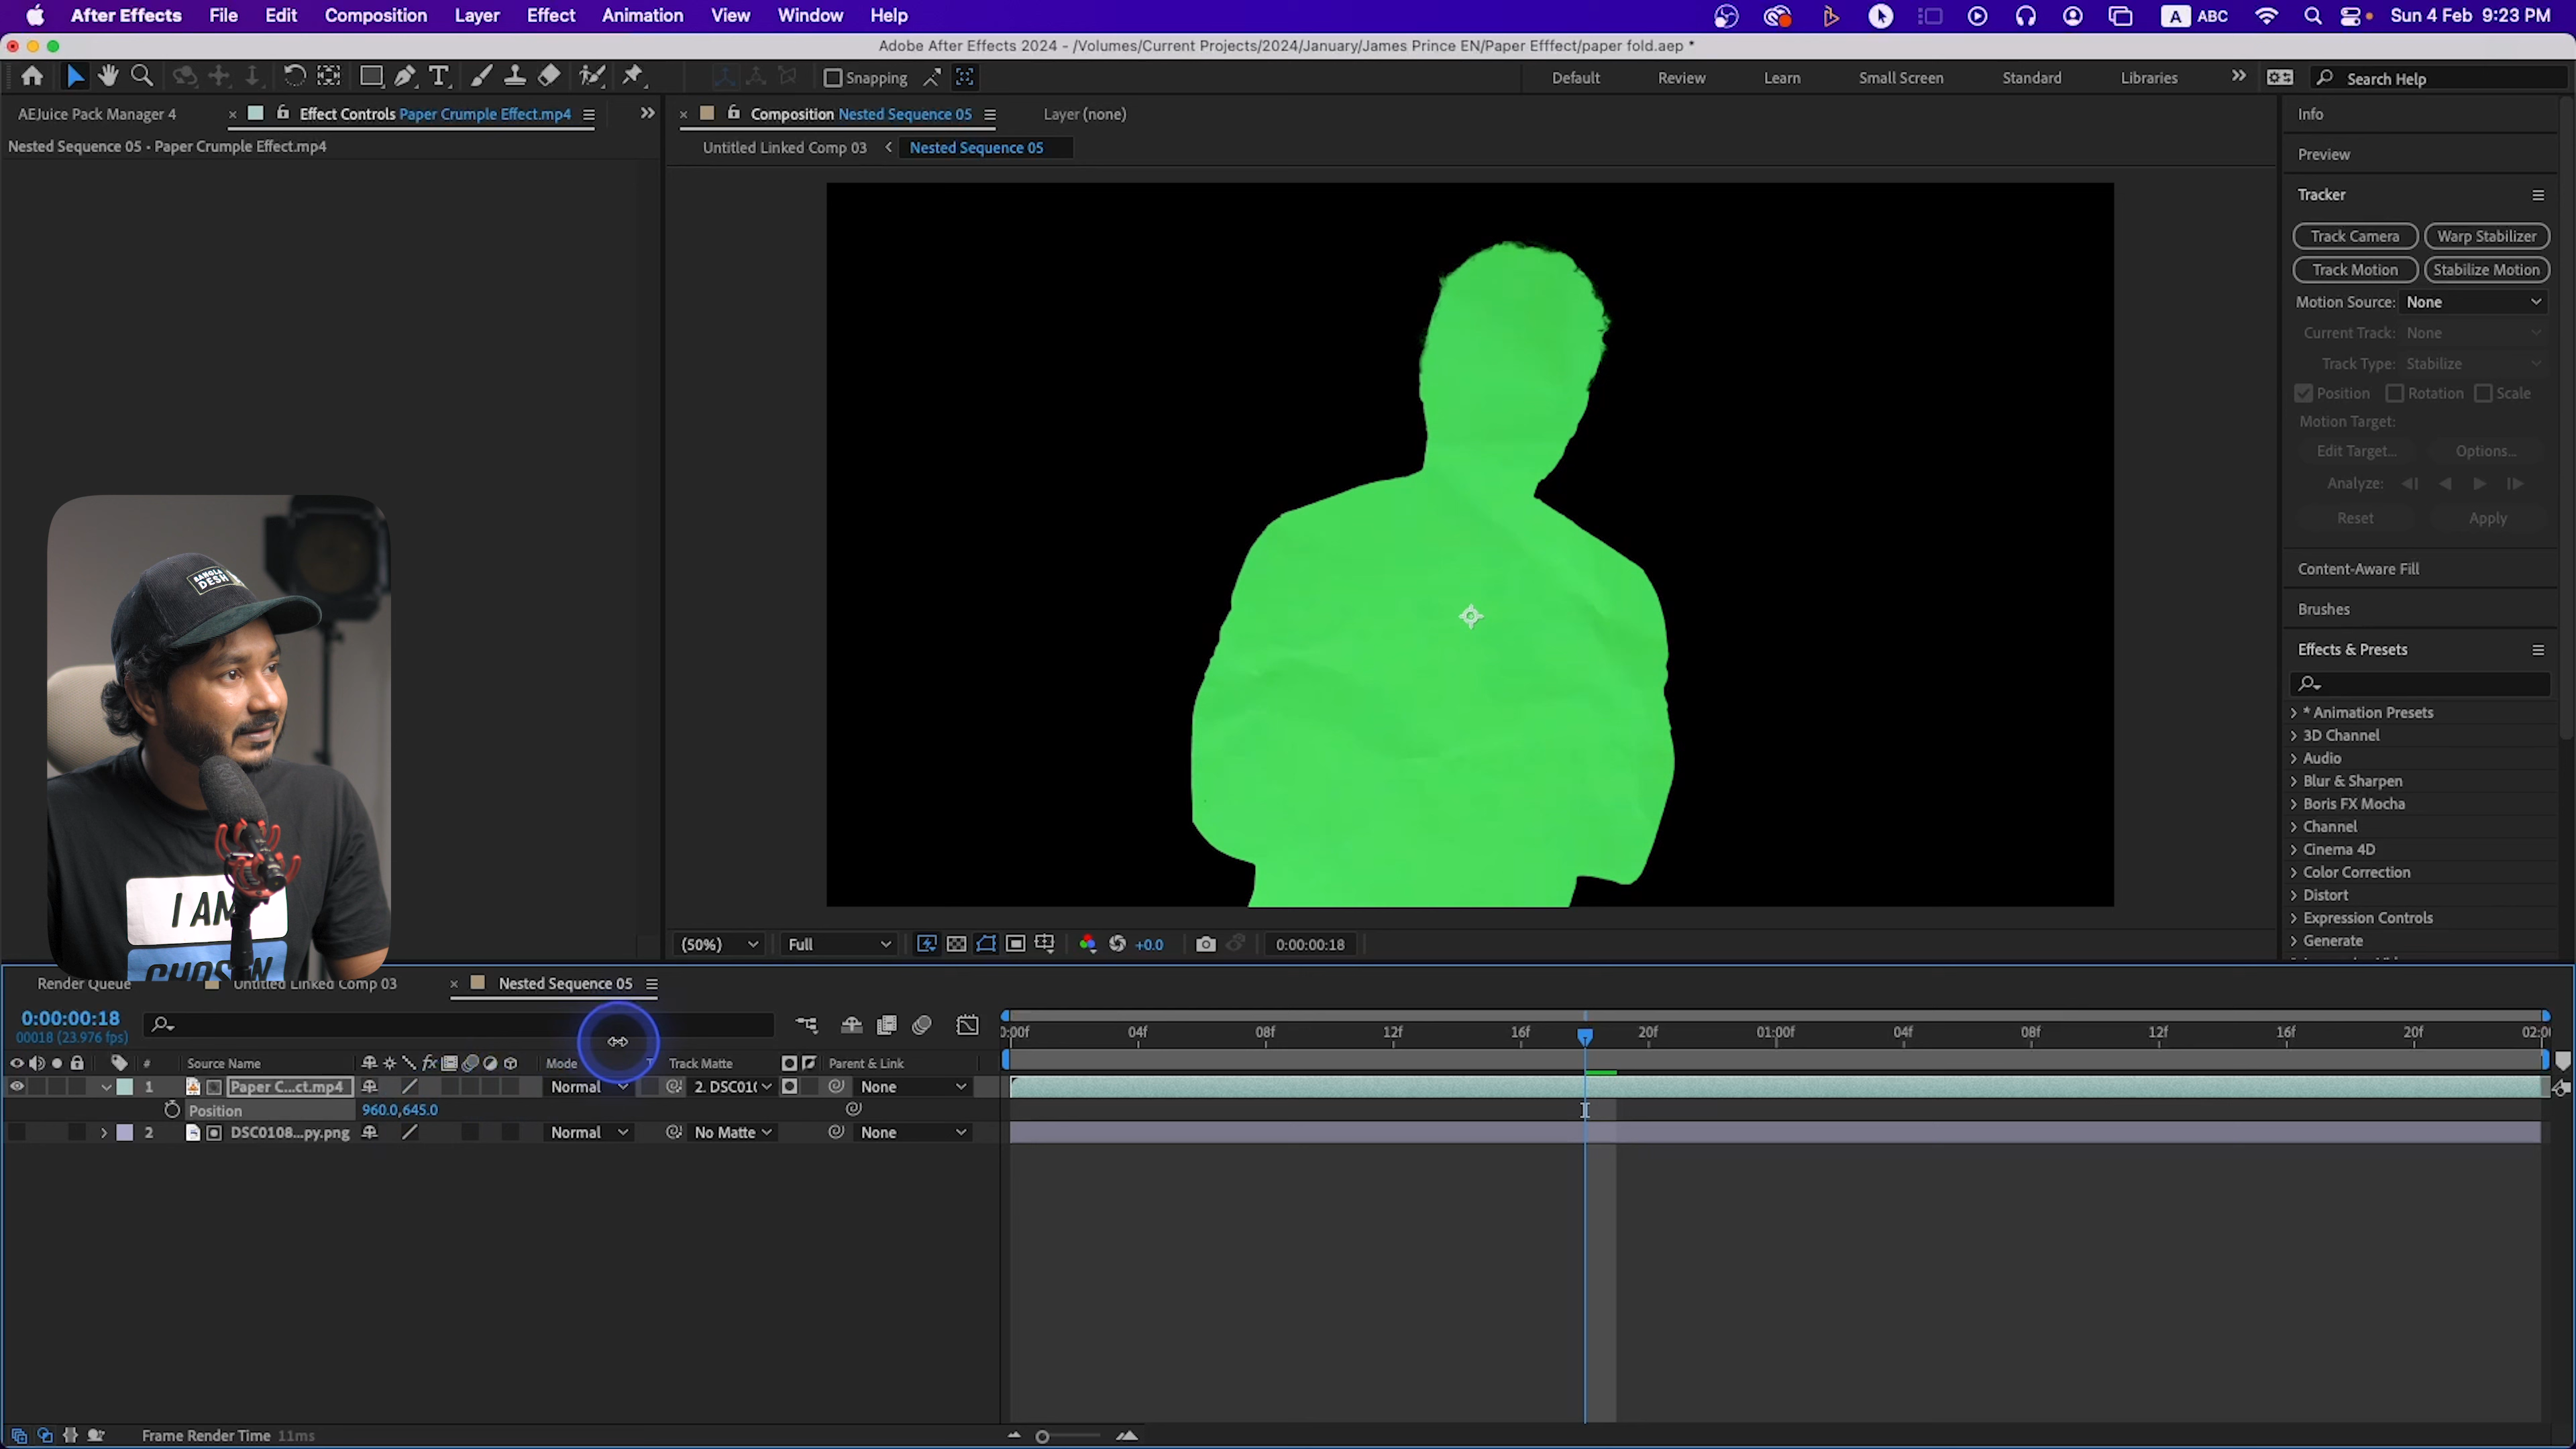 After Effects File Edit Composition Layer Effect Animation View Window Help A ABC Sun 4 Feb 9:23 PM
Adobe After Effects 2024 - /Volumes/Current Projects/2024/January/James Prince EN/Paper Efffect/paper fold.aep *
Snapping Default Review Learn Small Screen Standard Libraries Search Help
AEJuice Pack Manager 4 Effect Controls Paper Crumple Effect.mp4 Composition Nested Sequence 05 Layer (none) Info
Nested Sequence 05 • Paper Crumple Effect.mp4 Untitled Linked Comp 03 Nested Sequence 05
Preview
Tracker
Track Camera Warp Stabilizer
Track Motion Stabilize Motion
Motion Source: None
Current Track: None
Track Type: Stabilize
Position Rotation Scale
Motion Target:
Edit Target... Options...
Analyze:
Reset Apply
Content-Aware Fill
Brushes
Effects & Presets
* Animation Presets
3D Channel
Audio
Blur & Sharpen
Boris FX Mocha
Channel
Cinema 4D
Color Correction
Distort
Expression Controls
Generate
BANGLA
DESH
I AM
CHOSEN
(50%) Full +0.0 0:00:00:18
Render Queue Untitled Linked Comp 03 Nested Sequence 05
0:00:00:18
00018 (23.976 fps)
0:00f 04f 08f 12f 16f 20f 01:00f 04f 08f 12f 16f 20f 02:0
# Source Name fx Mode T Track Matte Parent & Link
1 Paper C...ct.mp4 Normal 2. DSC01( None
Position 960.0,645.0
2 DSC0108...py.png Normal No Matte None
Frame Render Time 11ms